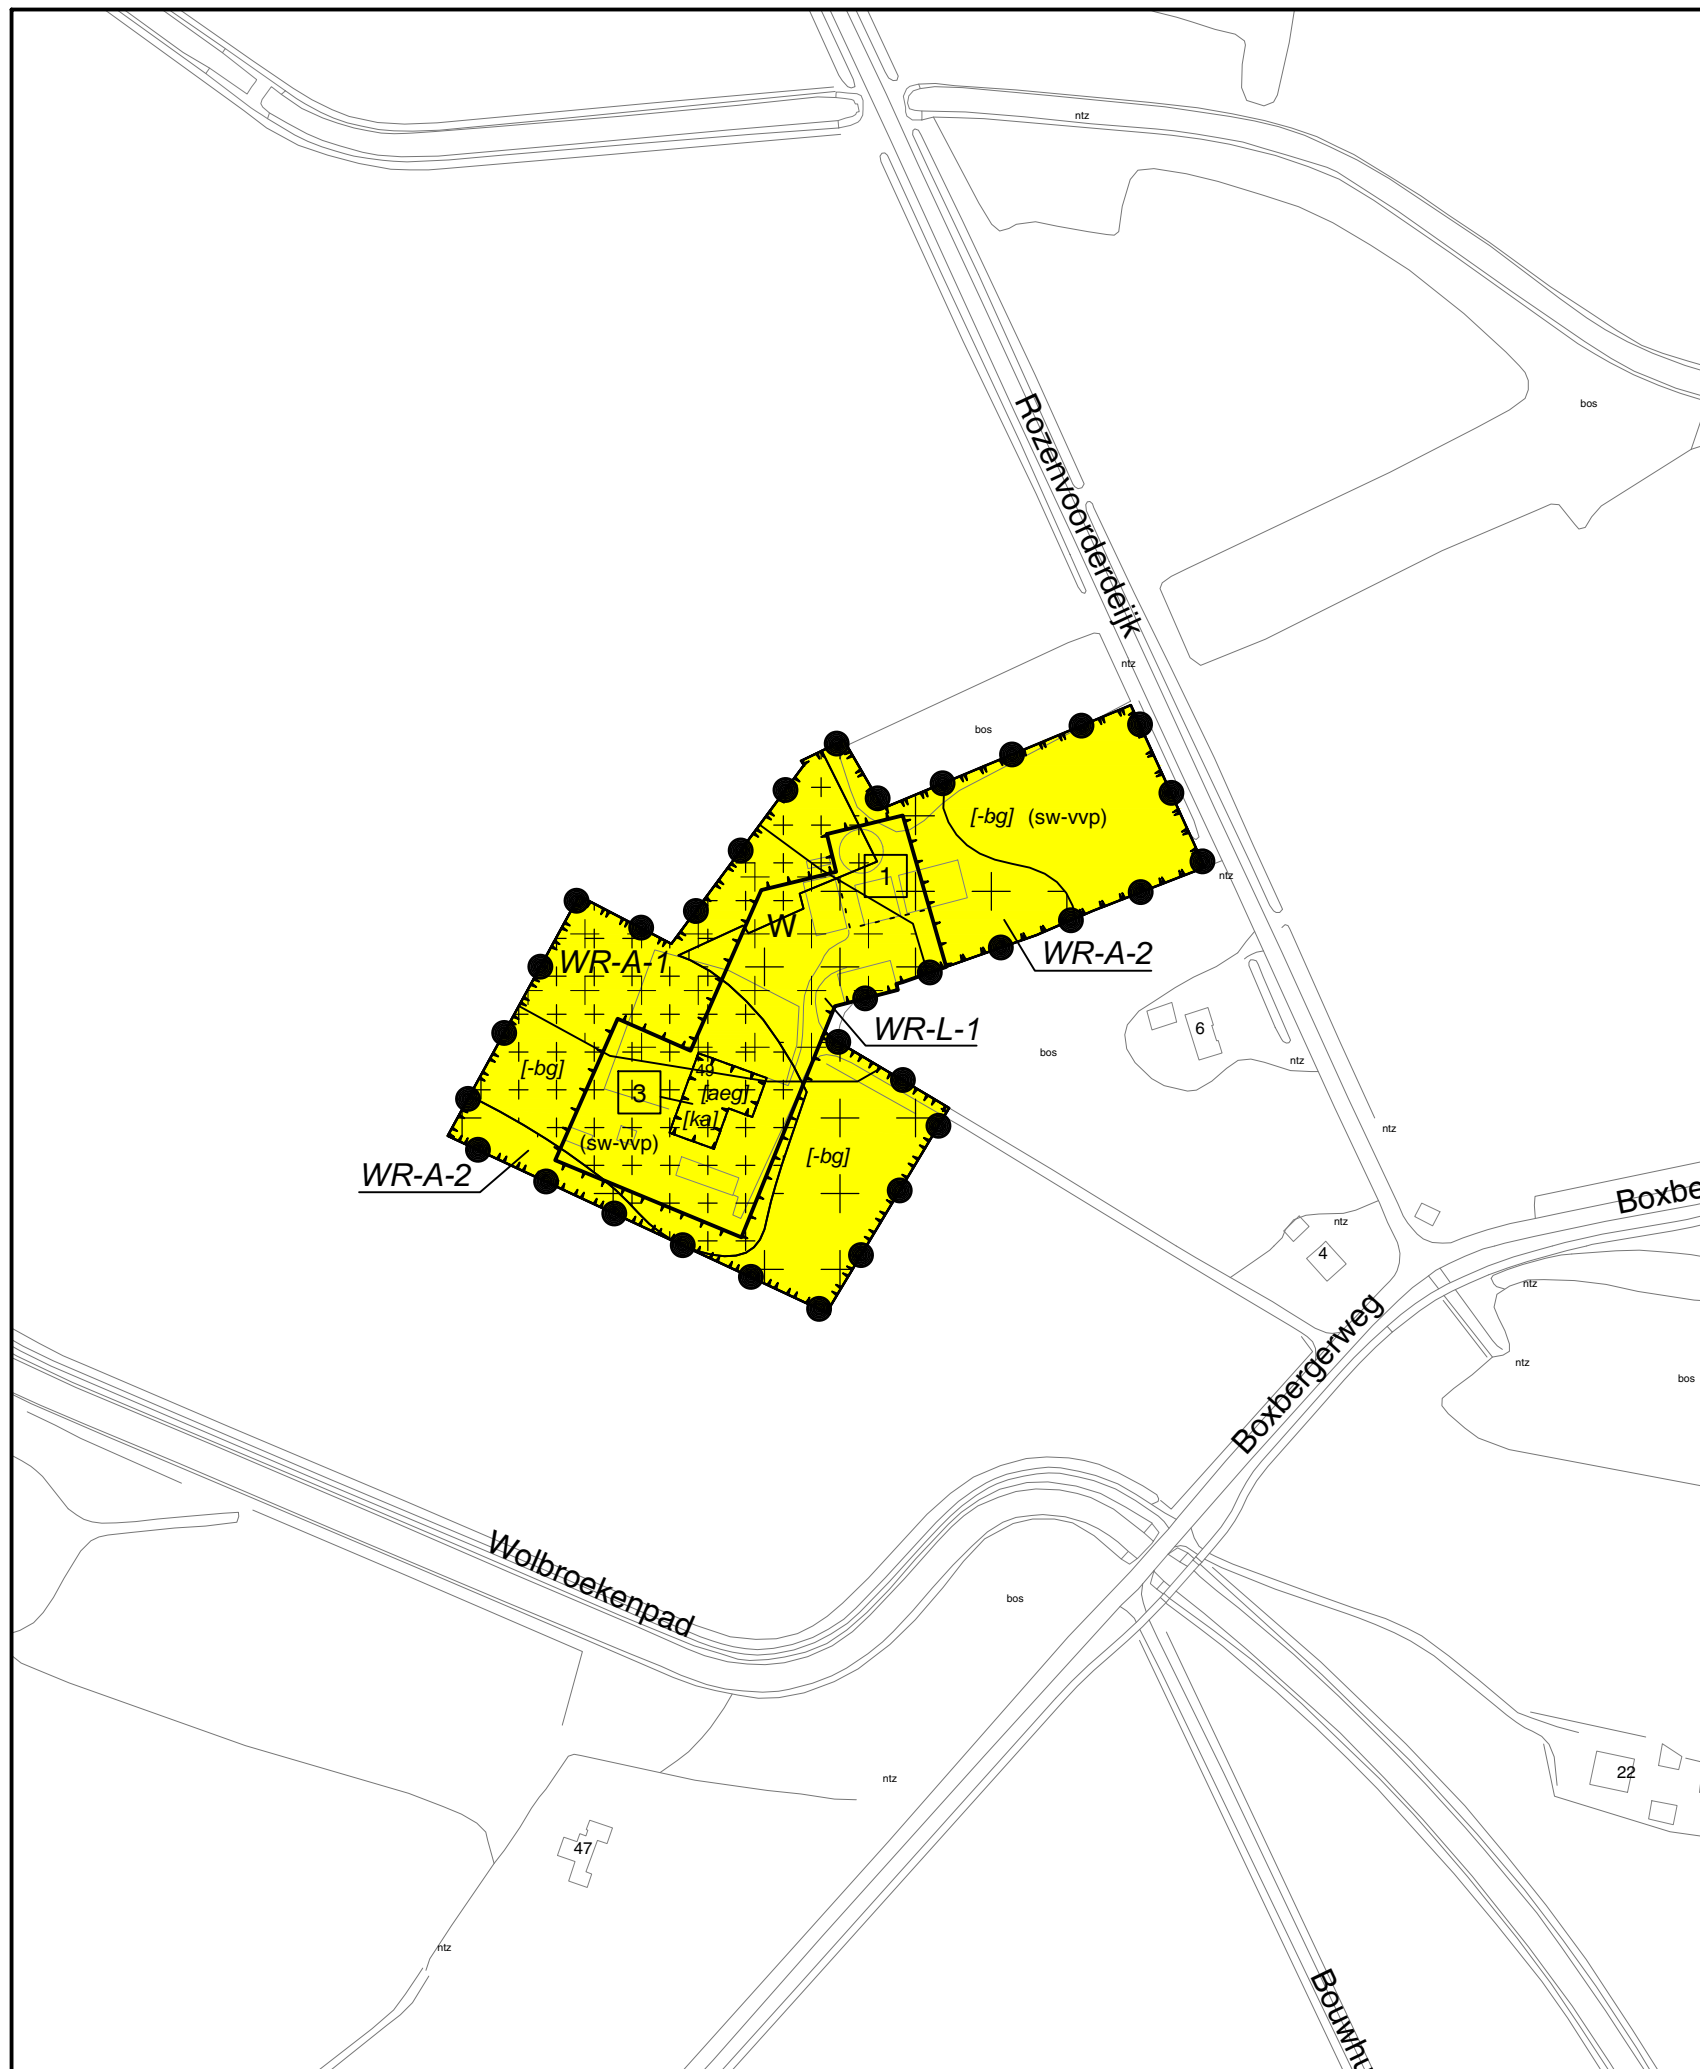 ntz
bos
Rozenvoorderdeijk
ntz
bos
[-bg] (sw-vvp)
1
ntz
W
WR-A-2
WR-A-1
WR-L-1
6
bos
ntz
[-bg]
49
3
[aeg]
[ka]
ntz
(sw-vvp)
[-bg]
WR-A-2
Boxbe
ntz
4
ntz
Boxbergerweg
ntz
bos
Wolbroekenpad
bos
22
ntz
47
ntz
Bouwhu